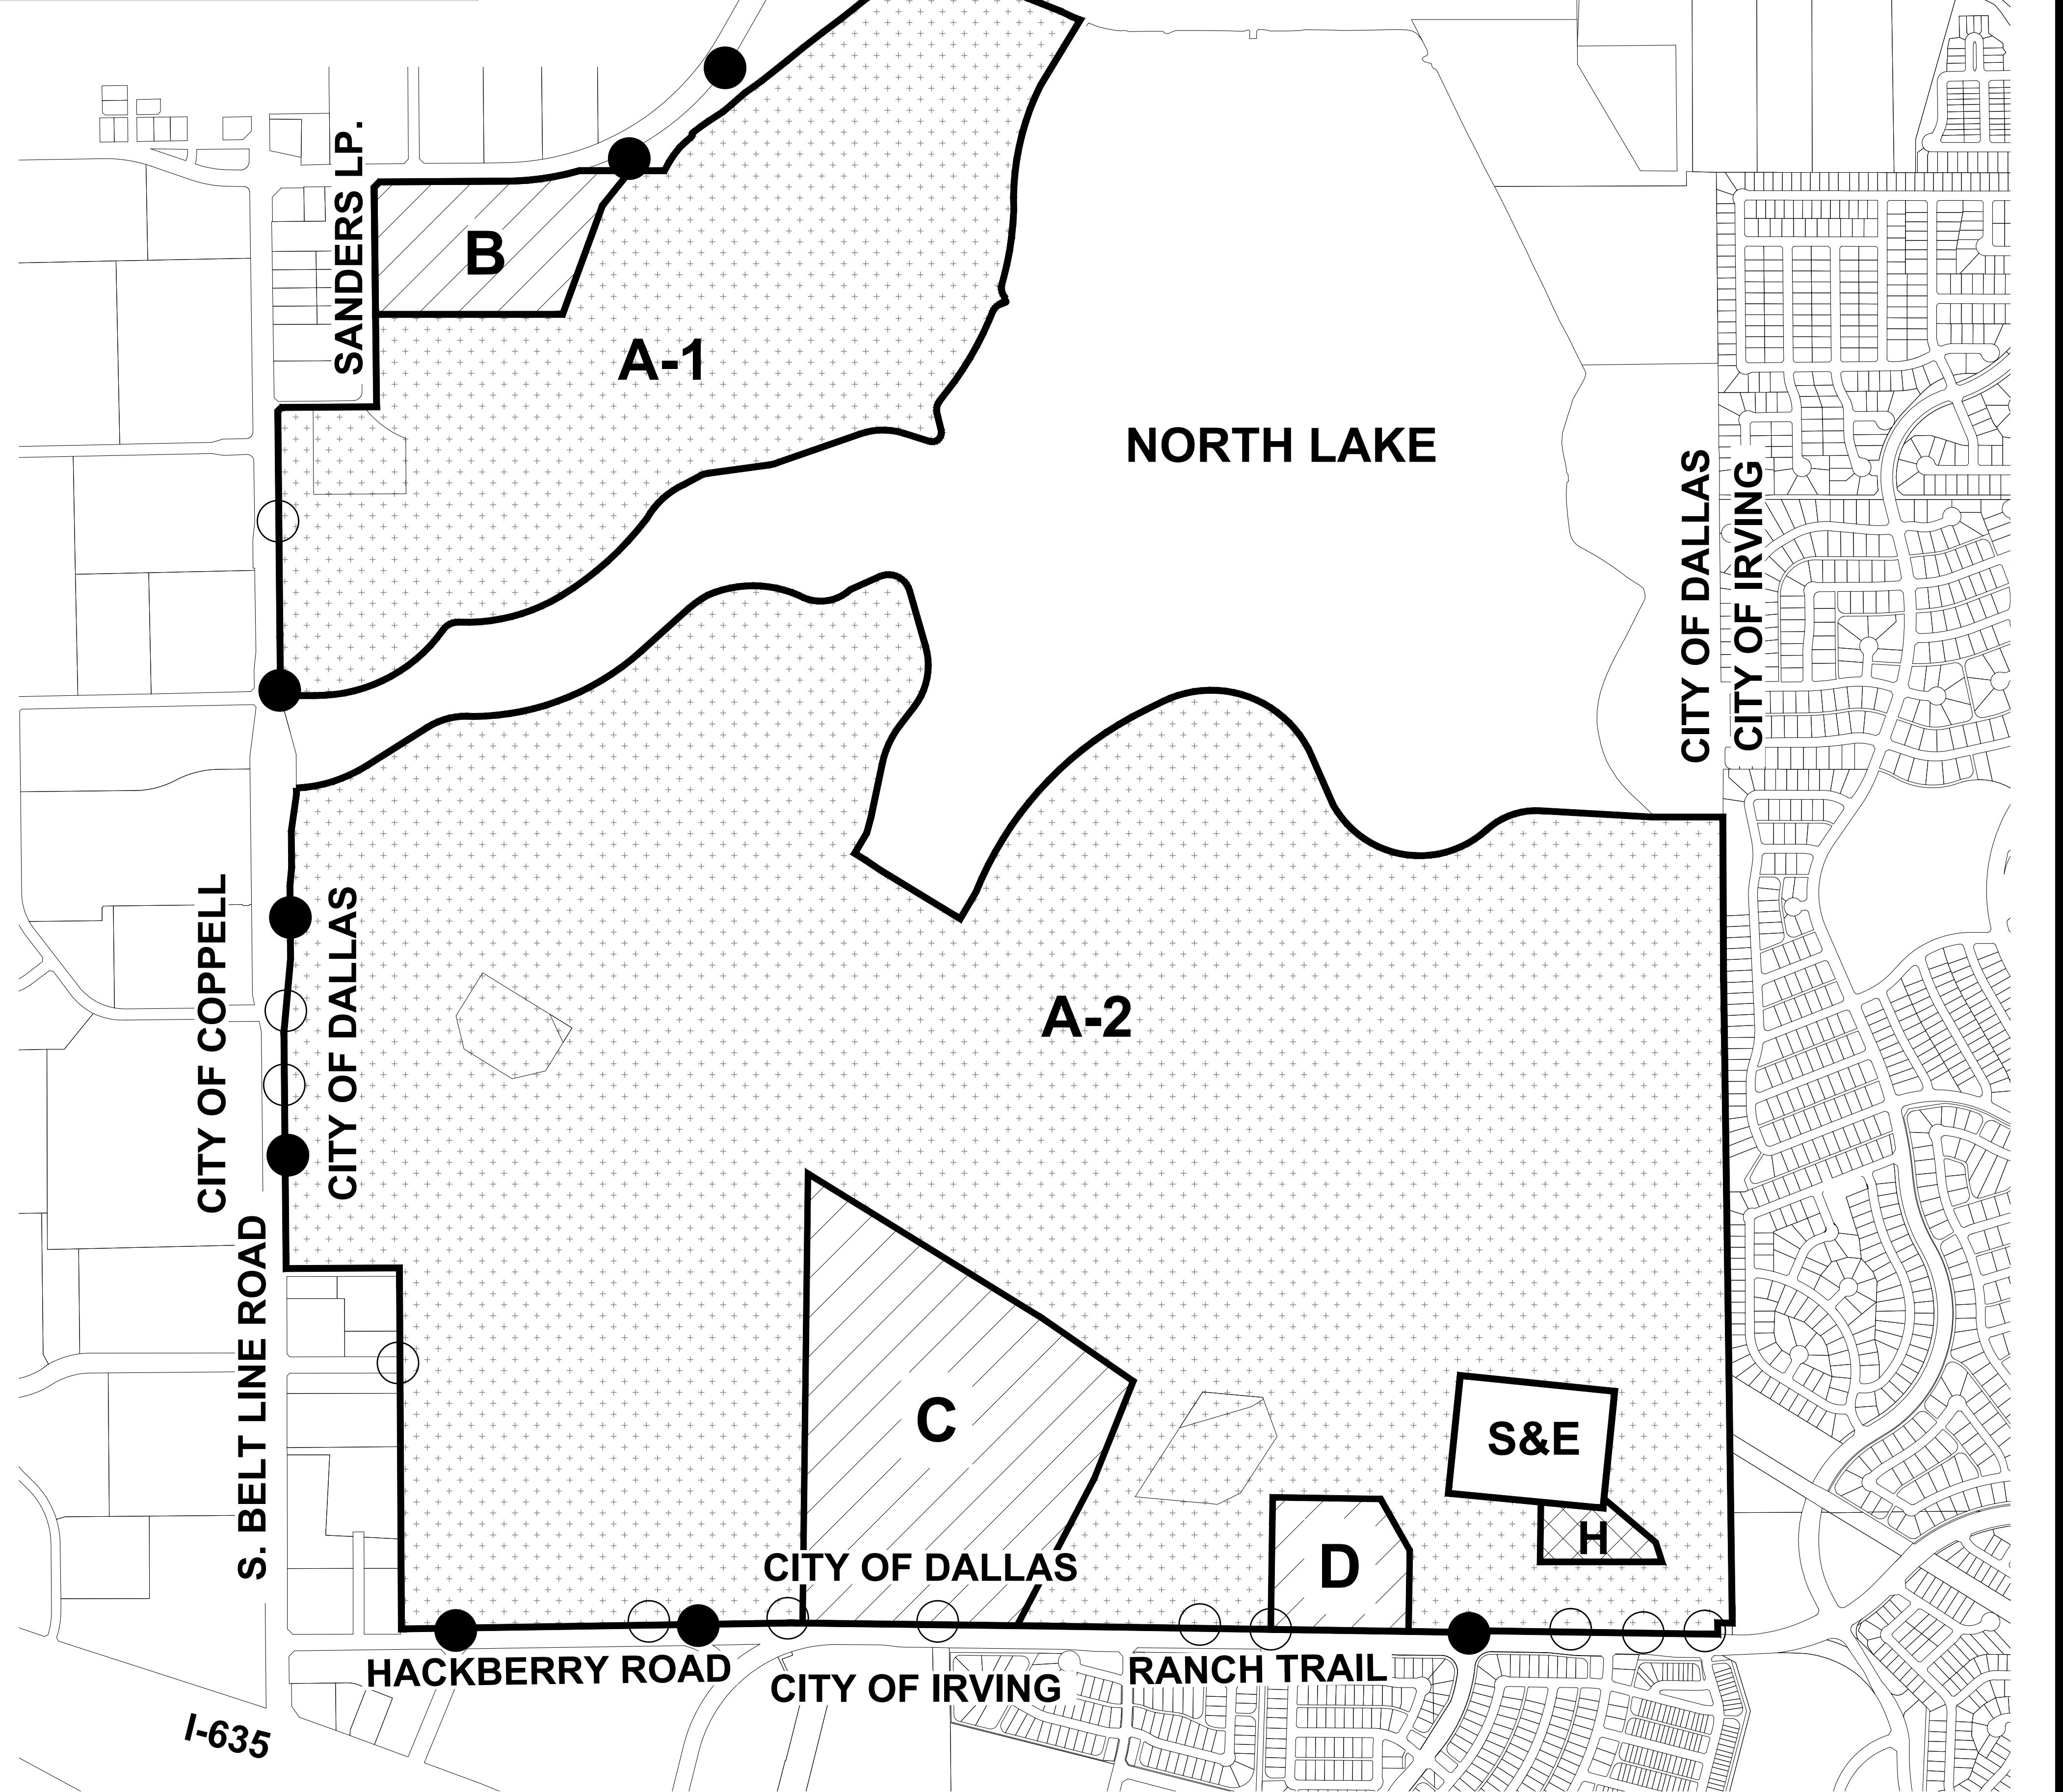 SANDERS LP.
B
A-1
NORTH LAKE
CITY OF DALLAS
CITY OF IRVING
CITY OF COPPELL
CITY OF DALLAS
A-2
S. BELT LINE ROAD
C
S&E
H
D
CITY OF DALLAS
HACKBERRY ROAD
CITY OF IRVING
RANCH TRAIL
I-635